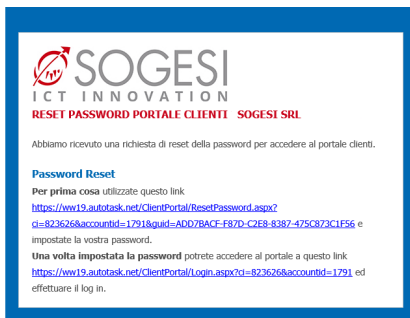 SOGESI
ICT INNOVATION
RESET PASSWORD PORTALE CLIENTI SOGESI SRL
Abbiamo ricevuto una richiesta di reset della password per accedere al portale clienti.
Password Reset
Per prima cosa utilizzate questo link
https://ww19.autotask.net/ClientPortal/ResetPassword.aspx?
ci=823626&accountid=1791&guid=ADD7BACF-F87D-C2E8-8387-475C873C1F56 e
impostate la vostra password.
Una volta impostata la password potrete accedere al portale a questo link
https://ww19.autotask.net/ClientPortal/Login.aspx?ci=823626&accountid=1791 ed
effettuare il log in.